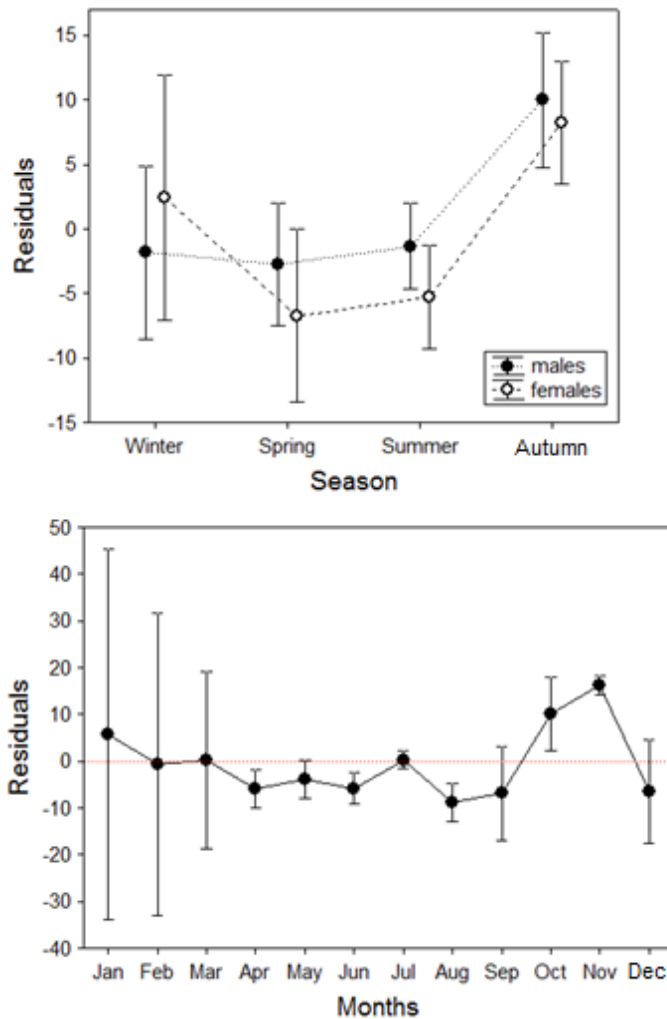 Residuals
15
10
5
0
-5
-10
-15
males
females
Winter Spring Summer Autumn
Season
Residuals
50
40
30
20
10
0
-10
-20
-30
-40
Jan Feb Mar Apr May Jun Jul Aug Sep Oct Nov Dec
Months